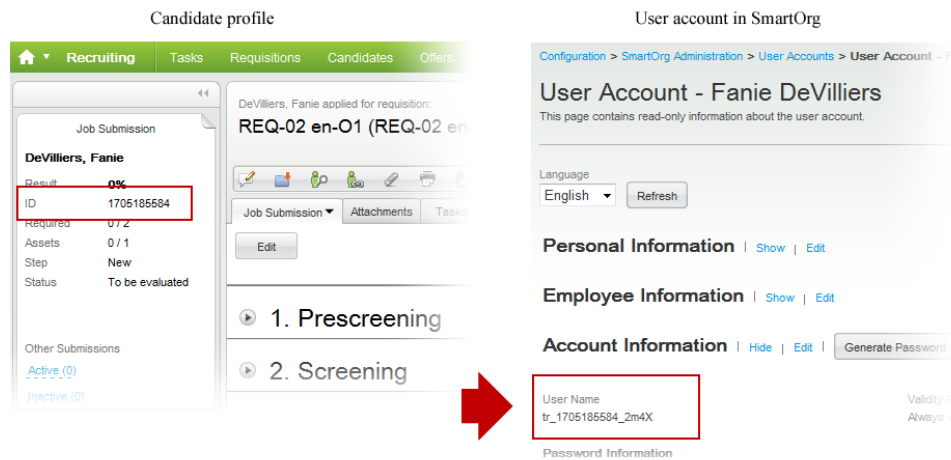 Candidate profile
User account in SmartOrg
Recruiting Tasks Requisitions Candidates Offers
Job Submission
DeVilliers, Fanie
Result 0%
ID 1705185584
Required 0 / 2
Assets 0 / 1
Step New
Status To be evaluated
Other Submissions
Active (0)
Inactive (0)
DeVilliers, Fanie applied for requisition:
REQ-02 en-O1 (REQ-02 en-
Job Submission Attachments Tasks
Edit
1. Prescreening
2. Screening
Configuration > SmartOrg Administration > User Accounts > User Account -
User Account - Fanie DeVilliers
This page contains read-only information about the user account.
Language
English Refresh
Personal Information | Show | Edit
Employee Information | Show | Edit
Account Information | Hide | Edit | Generate Password
User Name Validity
tr_1705185584_2m4X Always
Password Information